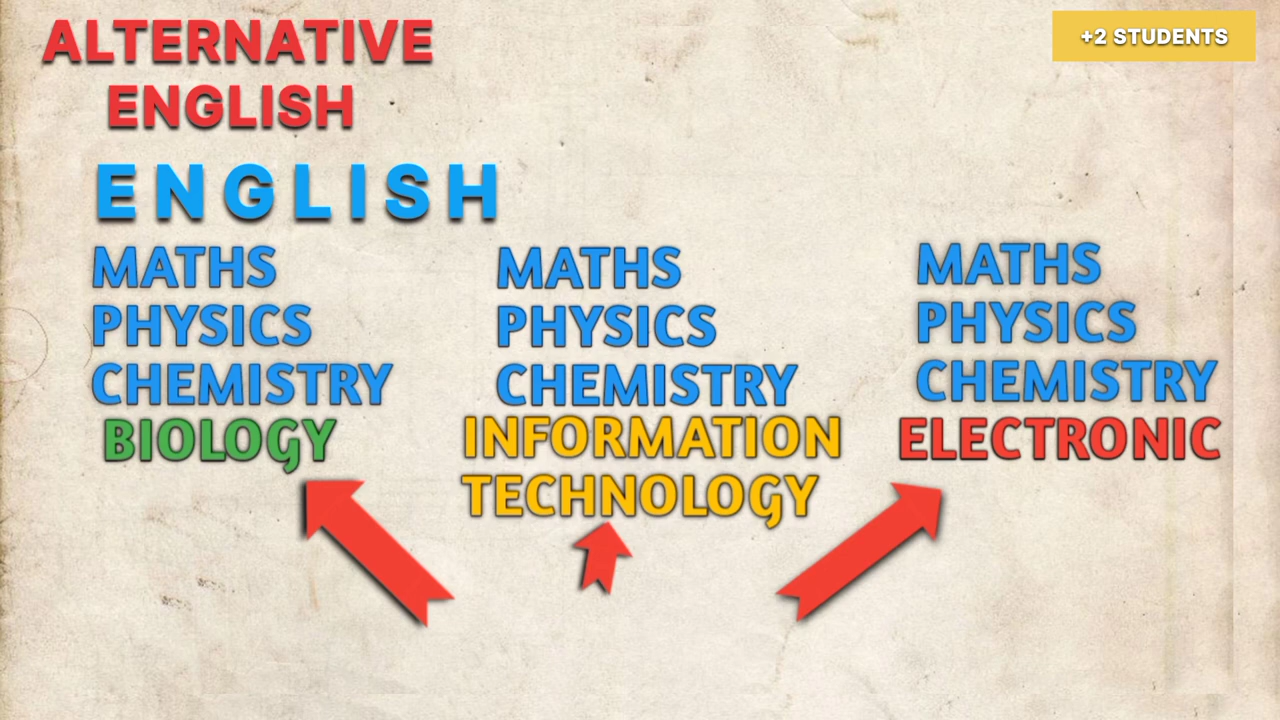 ALTERNATIVE
ENGLISH
+2 STUDENTS
ENGLISH
MATHS
PHYSICS
CHEMISTRY
BIOLOGY
MATHS
PHYSICS
CHEMISTRY
INFORMATION
TECHNOLOGY
MATHS
PHYSICS
CHEMISTRY
ELECTRONIC